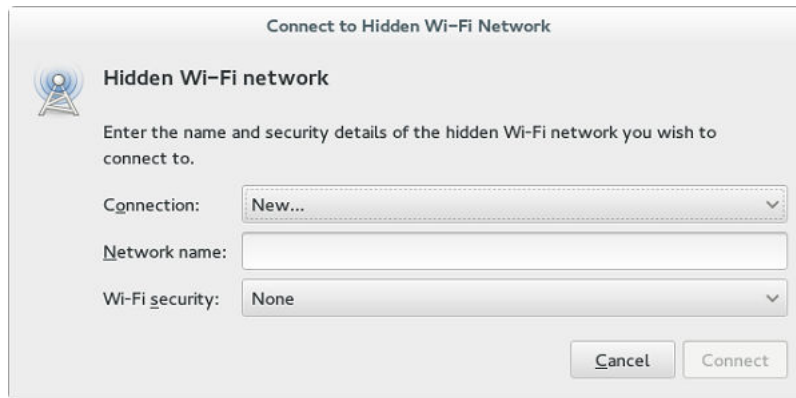 Connect to Hidden Wi-Fi Network
Hidden Wi-Fi network
Enter the name and security details of the hidden Wi-Fi network you wish to
connect to.
Connection: New...
Network name:
Wi-Fi security: None
Cancel Connect